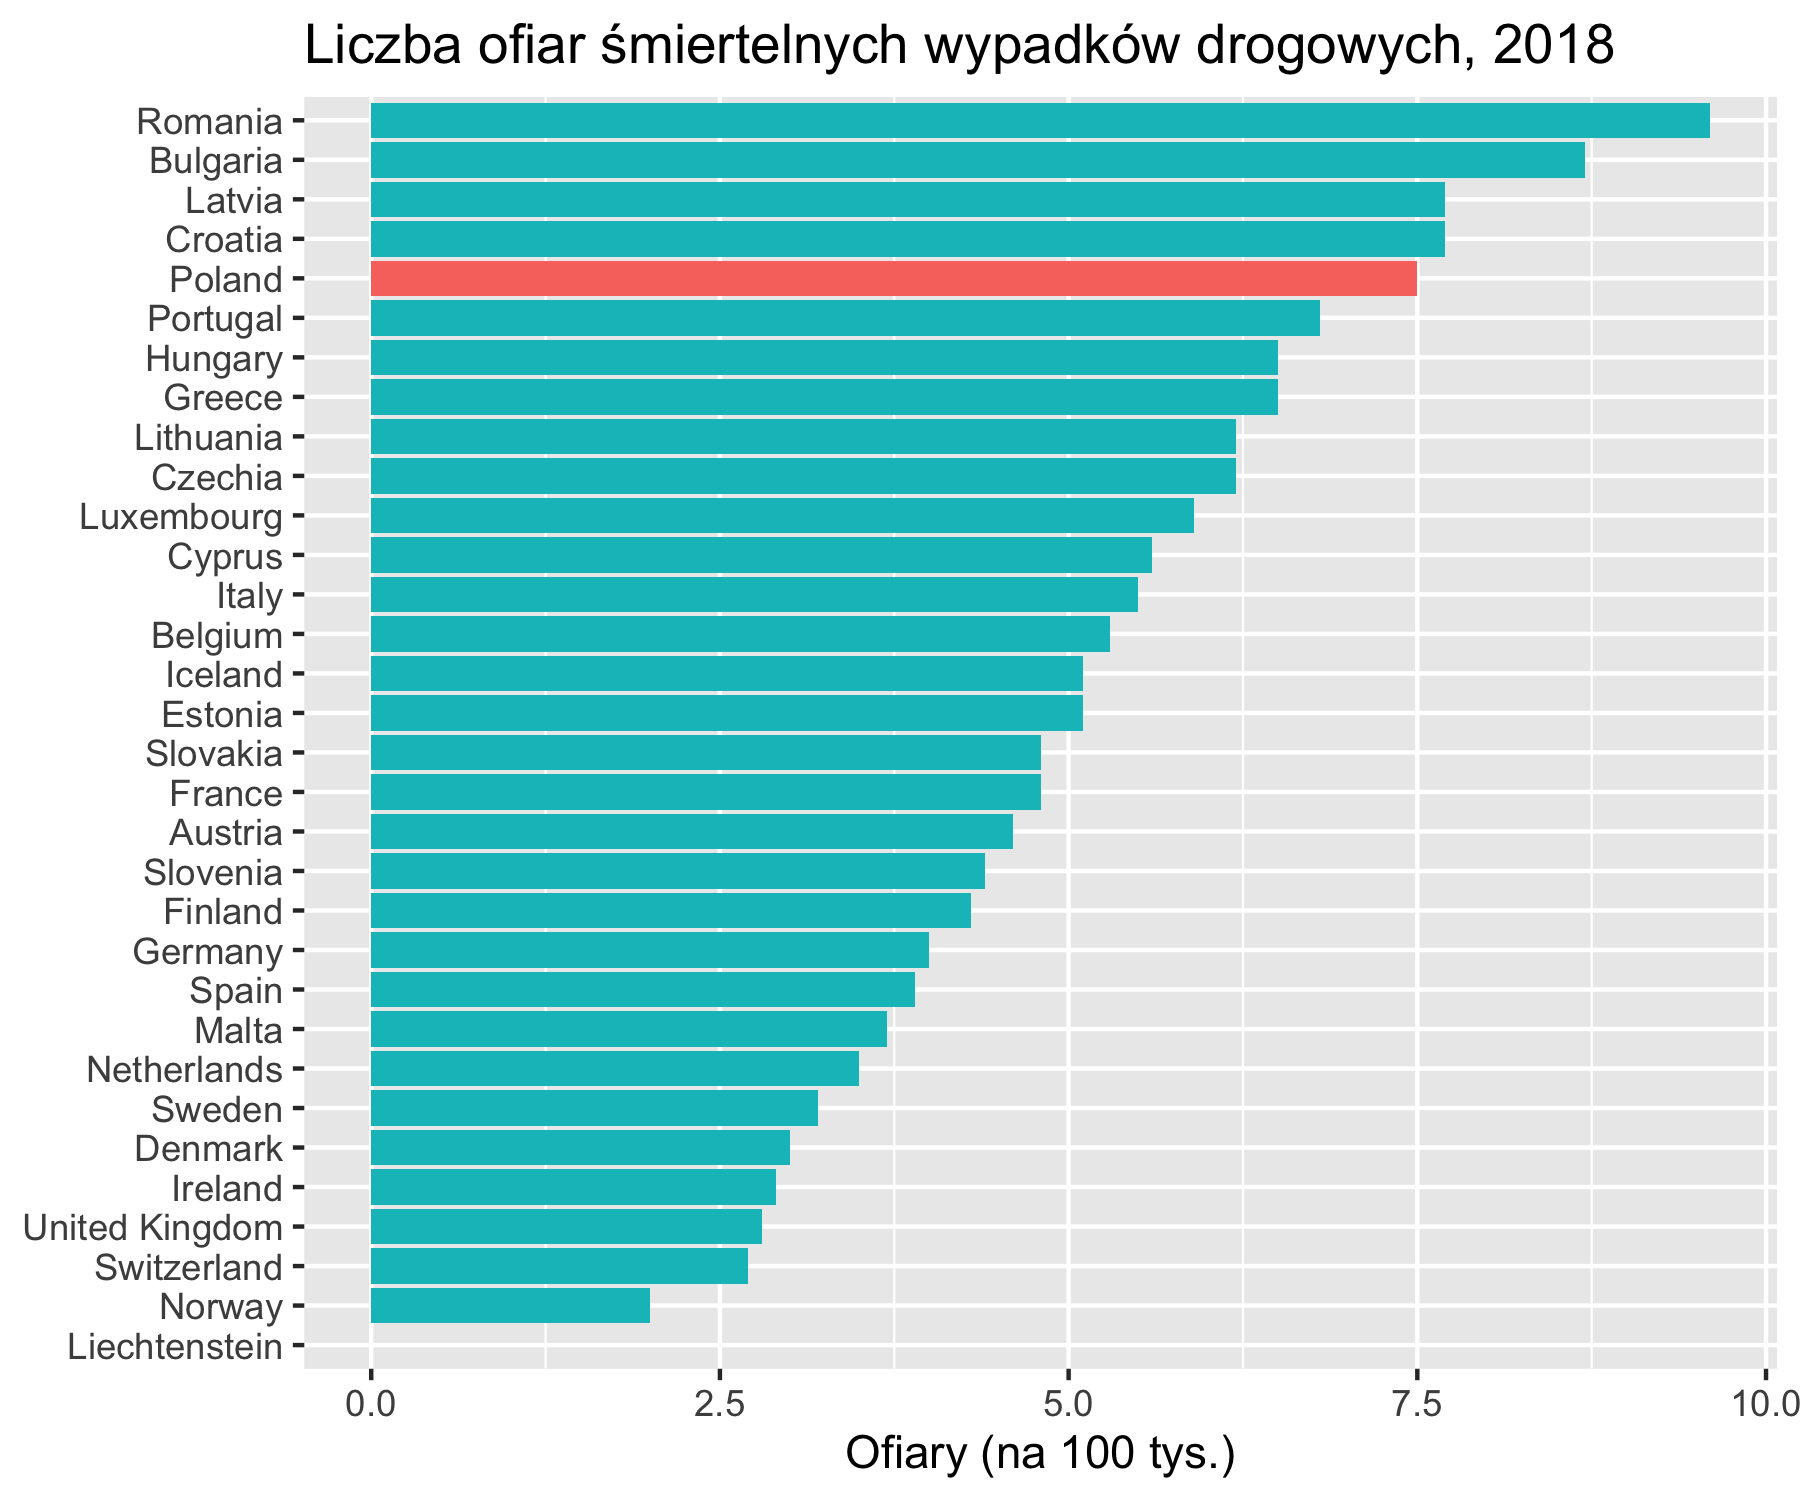 Liczba ofiar śmiertelnych wypadków drogowych, 2018
Romania
Bulgaria
Latvia
Croatia
Poland
Portugal
Hungary
Greece
Lithuania
Czechia
Luxembourg
Cyprus
Italy
Belgium
Iceland
Estonia
Slovakia
France
Austria
Slovenia
Finland
Germany
Spain
Malta
Netherlands
Sweden
Denmark
Ireland
United Kingdom
Switzerland
Norway
Liechtenstein
0.0 2.5 5.0 7.5 10.0
Ofiary (na 100 tys.)